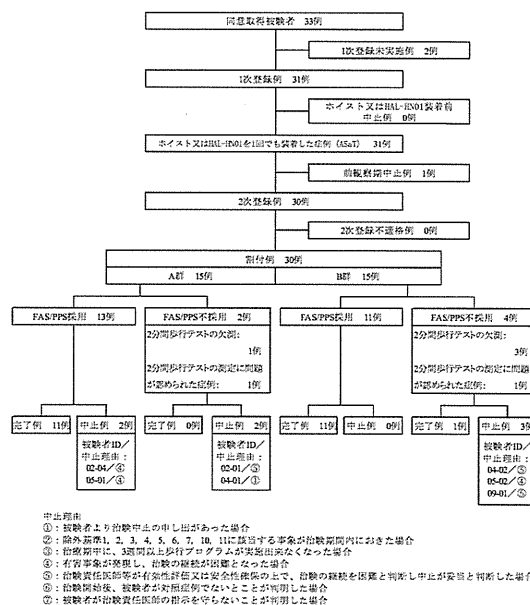 同意取得被験者 33例
1次登録未実施例 2例
1次登録例 31例
ホイスト又はHAL-HN01装着前
中止例 0例
ホイスト又はHAL-HN01を1回でも装着した症例 (ASaT) 31例
前観察期中止例 1例
2次登録例 30例
2次登録不適格例 0例
割付例 30例
A群 15例
B群 15例
FAS/PPS採用 13例
FAS/PPS不採用 2例
2分間歩行テストの欠測:
1例
2分間歩行テストの測定に問題
が認められた症例: 1例
FAS/PPS採用 11例
FAS/PPS不採用 4例
2分間歩行テストの欠測:
3例
2分間歩行テストの測定に問題
が認められた症例: 1例
完了例 11例
中止例 2例
被験者ID/
中止理由:
02-04/④
05-01/④
完了例 0例
中止例 2例
被験者ID/
中止理由:
02-01/⑤
04-01/①
完了例 11例
中止例 0例
完了例 1例
中止例 3例
被験者ID/
中止理由:
04-02/⑤
05-02/④
09-01/⑤
中止理由
①:被験者より治験中止の申し出があった場合
②:除外基準1, 2, 3, 4, 5, 6, 7, 10, 11に該当する事象が治験期間内におきた場合
③:治療期中に、3週間以上歩行プログラムが実施出来なくなった場合
④:有害事象が発現し、治験の継続が困難となった場合
⑤:治験責任医師等が有効性評価又は安全性確保の上で、治験の継続を困難と判断し中止が妥当と判断した場合
⑥:治験開始後、被験者が対照症例でないとことが判明した場合
⑦:被験者が治験責任医師の指示を守らないことが判明した場合